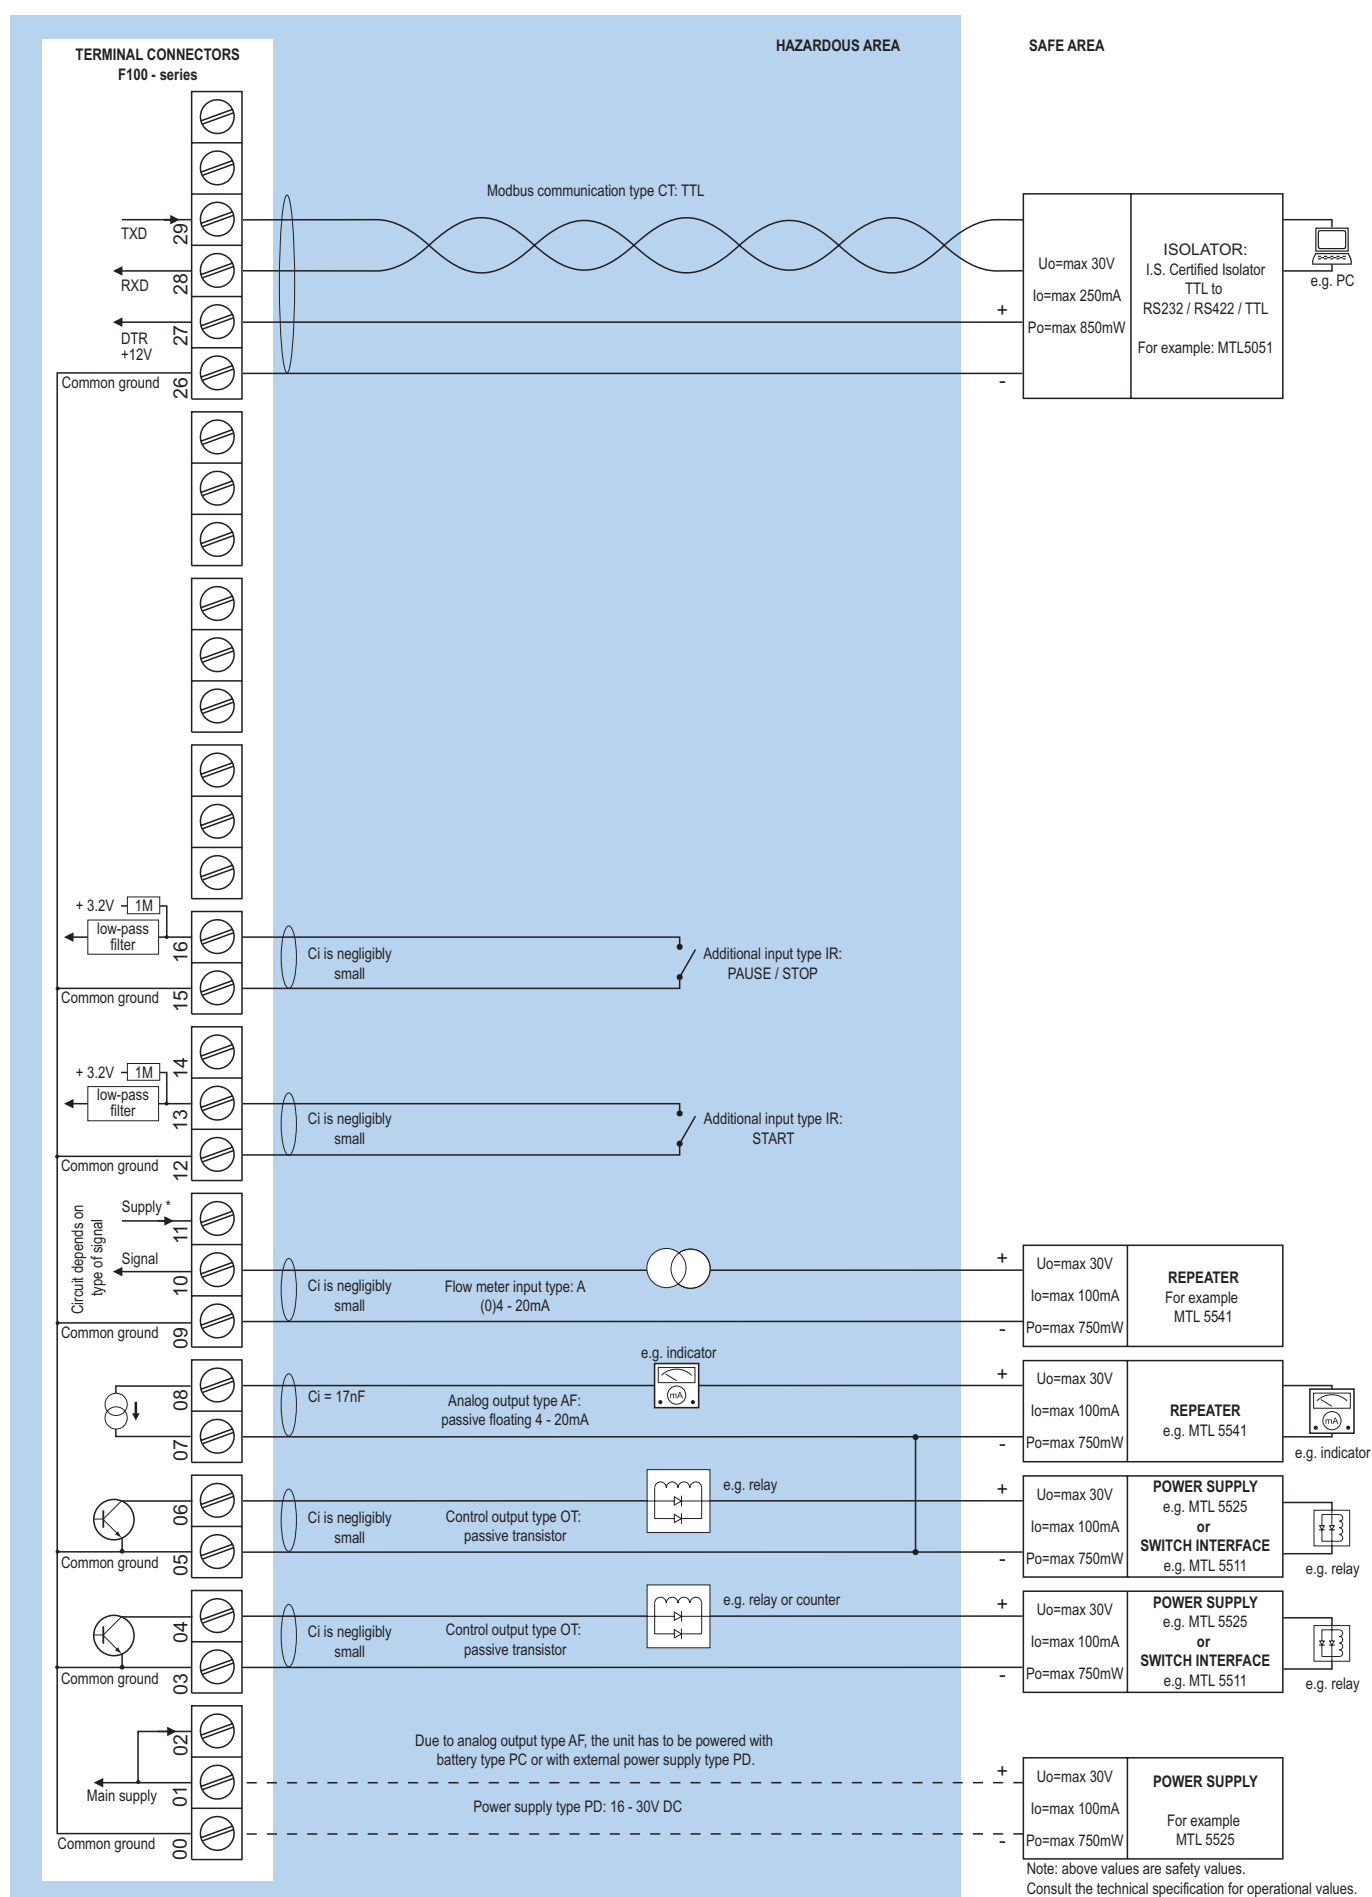 HAZARDOUS AREA
SAFE AREA
TERMINAL CONNECTORS
F100 - series
Modbus communication type CT: TTL
TXD
29
RXD
28
DTR
+12V
27
Common ground
26
+
-
Uo=max 30V
Io=max 250mA
Po=max 850mW
ISOLATOR:
I.S. Certified Isolator
TTL to
RS232 / RS422 / TTL
For example: MTL5051
e.g. PC
+ 3.2V
1M
low-pass
filter
16
Common ground
15
Ci is negligibly
small
Additional input type IR:
PAUSE / STOP
14
+ 3.2V
1M
low-pass
filter
13
Common ground
12
Ci is negligibly
small
Additional input type IR:
START
Circuit depends on
type of signal
Supply *
11
Signal
10
Common ground
09
Ci is negligibly
small
Flow meter input type: A
(0)4 - 20mA
+
-
Uo=max 30V
Io=max 100mA
Po=max 750mW
REPEATER
For example
MTL 5541
08
07
Ci = 17nF
e.g. indicator
mA
Analog output type AF:
passive floating 4 - 20mA
+
-
Uo=max 30V
Io=max 100mA
Po=max 750mW
REPEATER
e.g. MTL 5541
mA
e.g. indicator
06
Common ground
05
Ci is negligibly
small
Control output type OT:
passive transistor
e.g. relay
+
-
Uo=max 30V
Io=max 100mA
Po=max 750mW
POWER SUPPLY
e.g. MTL 5525
or
SWITCH INTERFACE
e.g. MTL 5511
e.g. relay
04
Common ground
03
Ci is negligibly
small
Control output type OT:
passive transistor
e.g. relay or counter
+
-
Uo=max 30V
Io=max 100mA
Po=max 750mW
POWER SUPPLY
e.g. MTL 5525
or
SWITCH INTERFACE
e.g. MTL 5511
e.g. relay
02
Main supply
01
Common ground
00
Due to analog output type AF, the unit has to be powered with
battery type PC or with external power supply type PD.
Power supply type PD: 16 - 30V DC
+
-
Uo=max 30V
Io=max 100mA
Po=max 750mW
POWER SUPPLY
For example
MTL 5525
Note: above values are safety values.
Consult the technical specification for operational values.